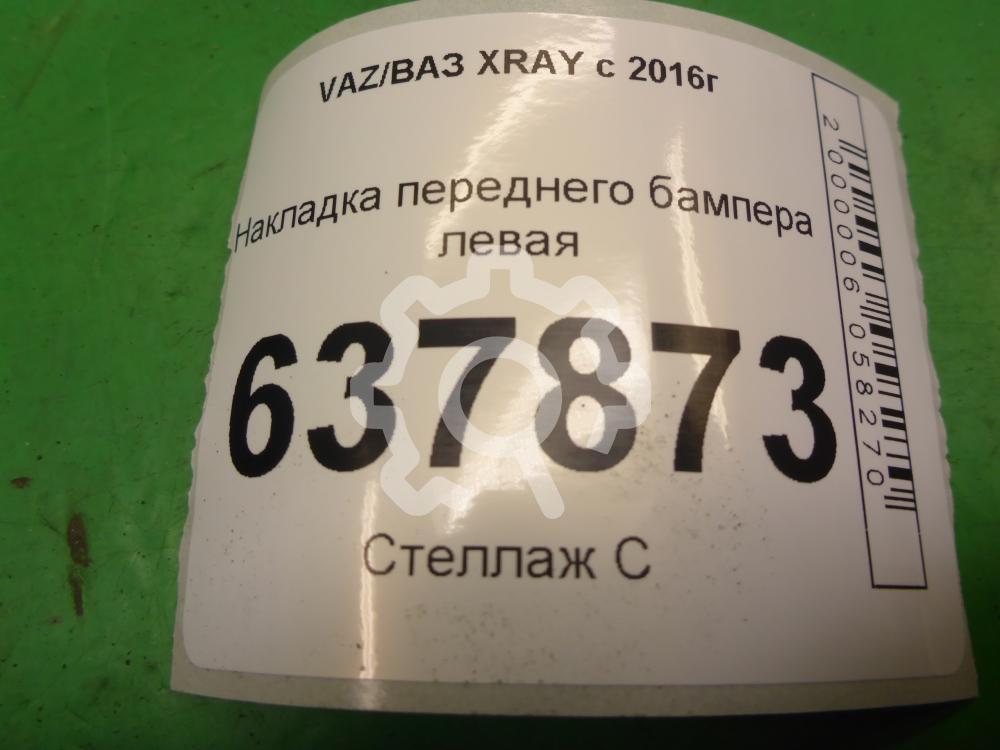 VAZ/ВАЗ XRAY с 2016г
Накладка переднего бампера
левая
637873
Стеллаж С
2000006058270